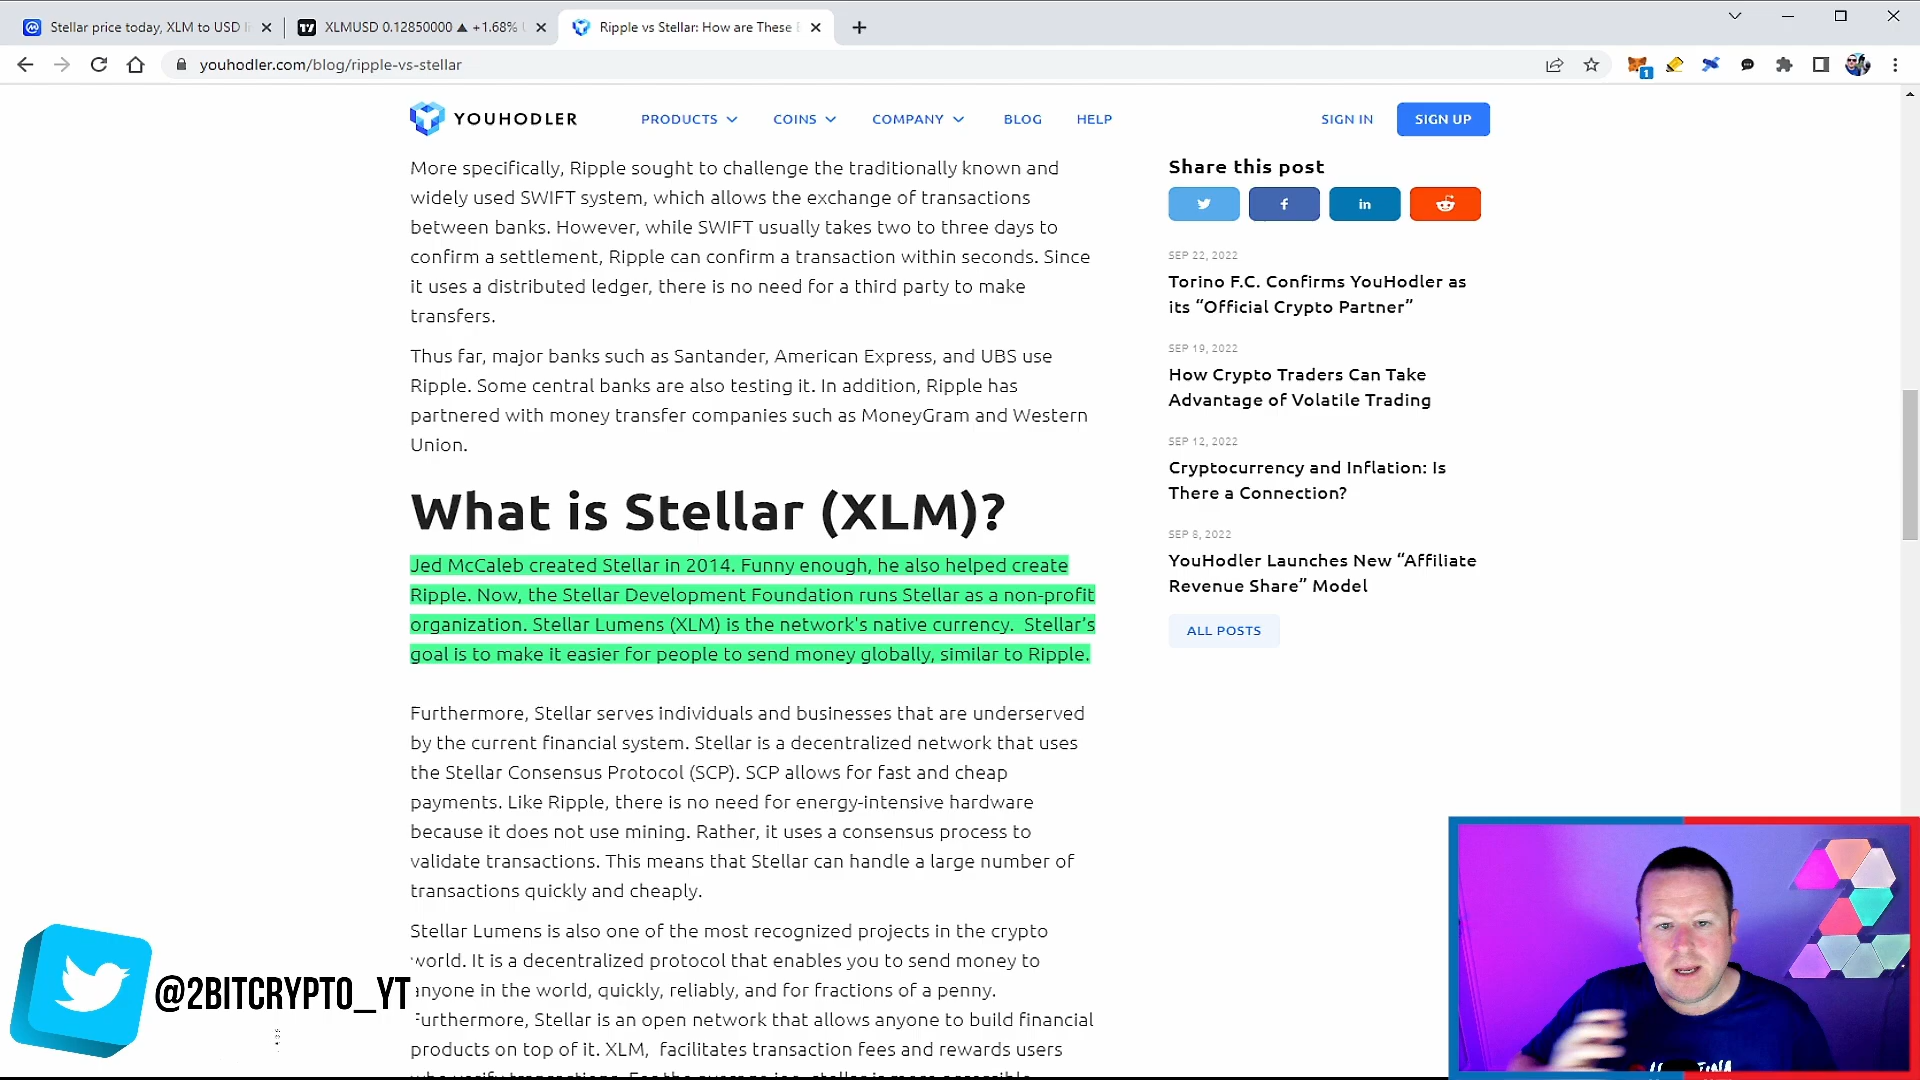 Stellar price today, XLM to USD li
XLMUSD 0.12850000 ▲ +1.68%
Ripple vs Stellar: How are These
youhodler.com/blog/ripple-vs-stellar
1
YOUHODLER
PRODUCTS
COINS
COMPANY
BLOG
HELP
SIGN IN
SIGN UP
More specifically, Ripple sought to challenge the traditionally known and
widely used SWIFT system, which allows the exchange of transactions
between banks. However, while SWIFT usually takes two to three days to
confirm a settlement, Ripple can confirm a transaction within seconds. Since
it uses a distributed ledger, there is no need for a third party to make
transfers.
Thus far, major banks such as Santander, American Express, and UBS use
Ripple. Some central banks are also testing it. In addition, Ripple has
partnered with money transfer companies such as MoneyGram and Western
Union.
What is Stellar (XLM)?
Jed McCaleb created Stellar in 2014. Funny enough, he also helped create
Ripple. Now, the Stellar Development Foundation runs Stellar as a non-profit
organization. Stellar Lumens (XLM) is the network's native currency.  Stellar’s
goal is to make it easier for people to send money globally, similar to Ripple.
Furthermore, Stellar serves individuals and businesses that are underserved
by the current financial system. Stellar is a decentralized network that uses
the Stellar Consensus Protocol (SCP). SCP allows for fast and cheap
payments. Like Ripple, there is no need for energy-intensive hardware
because it does not use mining. Rather, it uses a consensus process to
validate transactions. This means that Stellar can handle a large number of
transactions quickly and cheaply.
Stellar Lumens is also one of the most recognized projects in the crypto
world. It is a decentralized protocol that enables you to send money to
anyone in the world, quickly, reliably, and for fractions of a penny.
Furthermore, Stellar is an open network that allows anyone to build financial
products on top of it. XLM,  facilitates transaction fees and rewards users
Share this post
SEP 22, 2022
Torino F.C. Confirms YouHodler as
its “Official Crypto Partner”
SEP 19, 2022
How Crypto Traders Can Take
Advantage of Volatile Trading
SEP 12, 2022
Cryptocurrency and Inflation: Is
There a Connection?
SEP 8, 2022
YouHodler Launches New “Affiliate
Revenue Share” Model
ALL POSTS
@2BITCRYPTO_YT